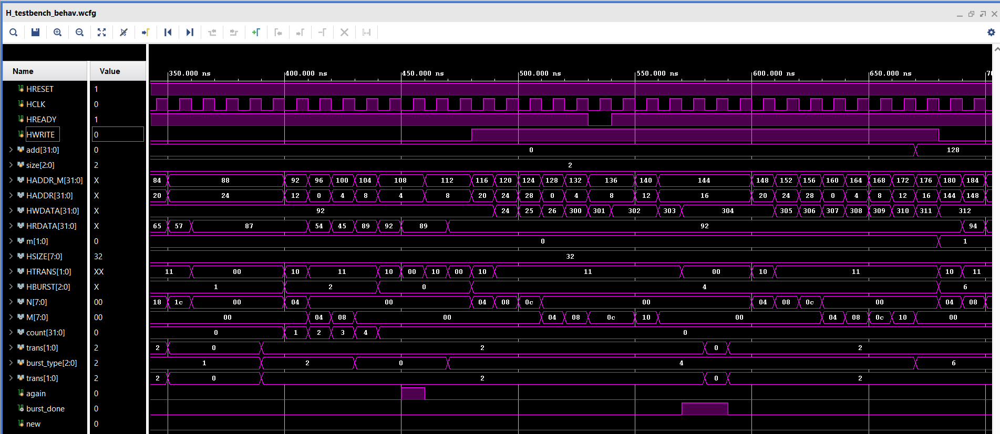 H_testbench_behav.wcfg
Name Value
350.000 ns 400.000 ns 450.000 ns 500.000 ns 550.000 ns 600.000 ns 650.000 ns 70
HRESET 1
HCLK 0
HREADY 1
HWRITE 0
add[31:0] 0 0 128
size[2:0] 2 2
HADDR_M[31:0] X 84 88 92 96 100 104 108 112 116 120 124 128 132 136 140 144 148 152 156 160 164 168 172 176 180 184
HADDR[31:0] X 20 24 12 0 4 8 4 8 20 24 28 0 4 8 12 16 20 24 28 0 4 8 12 16 144 148
HWDATA[31:0] X 92 24 25 26 300 301 302 303 304 305 306 307 308 309 310 311 312
HRDATA[31:0] X 65 57 87 54 45 89 92 89 92 94
m[1:0] 0 0 1
HSIZE[7:0] 32 32
HTRANS[1:0] XX 11 00 10 11 10 00 10 00 10 11 00 10 11 10 11
HBURST[2:0] X 1 2 0 4 6
N[7:0] 00 18 1c 00 04 00 04 08 0c 00 04 08 0c 00 04 08
M[7:0] 00 00 04 08 00 04 08 0c 10 00 04 08 0c 10 00
count[31:0] 0 0 1 2 3 4 0
trans[1:0] 2 2 0 2 0 2
burst_type[2:0] 2 1 2 0 4 6
trans[1:0] 2 2 0 2 0 2
again 0
burst_done 0
new 0